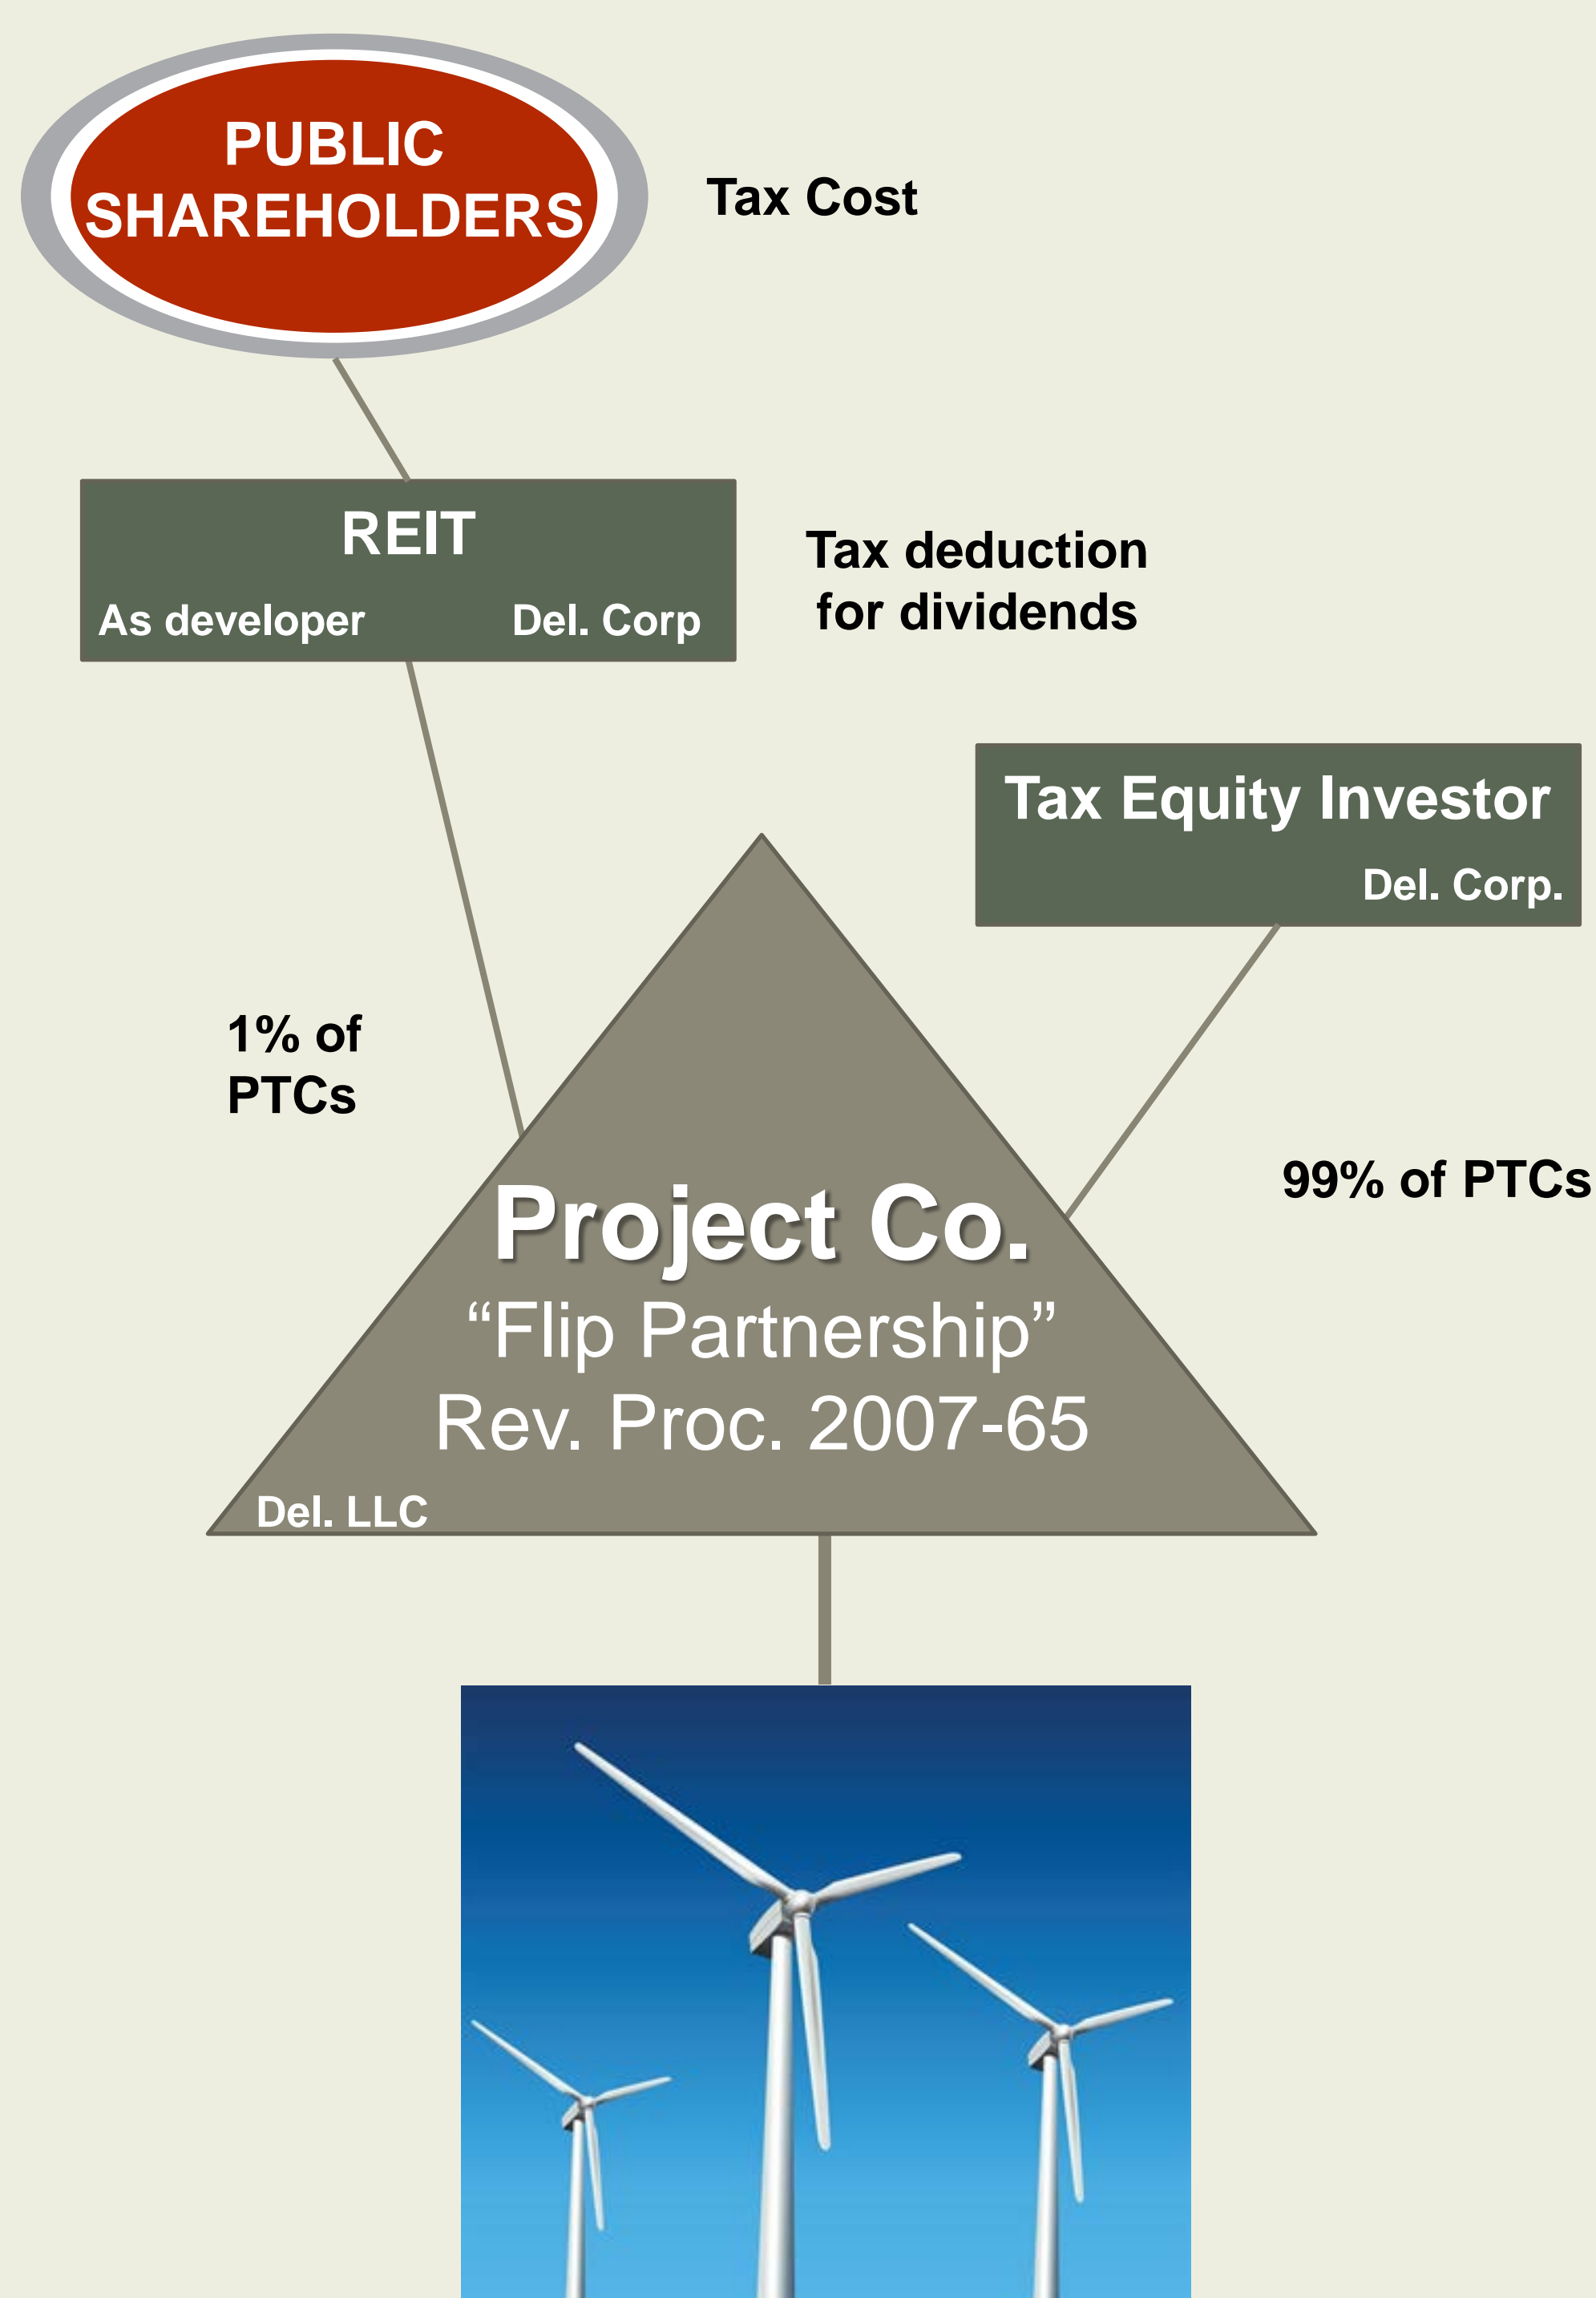 PUBLIC
SHAREHOLDERS
Tax Cost
REIT
As developer Del. Corp
Tax deduction
for dividends
Tax Equity Investor
Del. Corp.
1% of
PTCs
99% of PTCs
Project Co.
“Flip Partnership”
Rev. Proc. 2007-65
Del. LLC